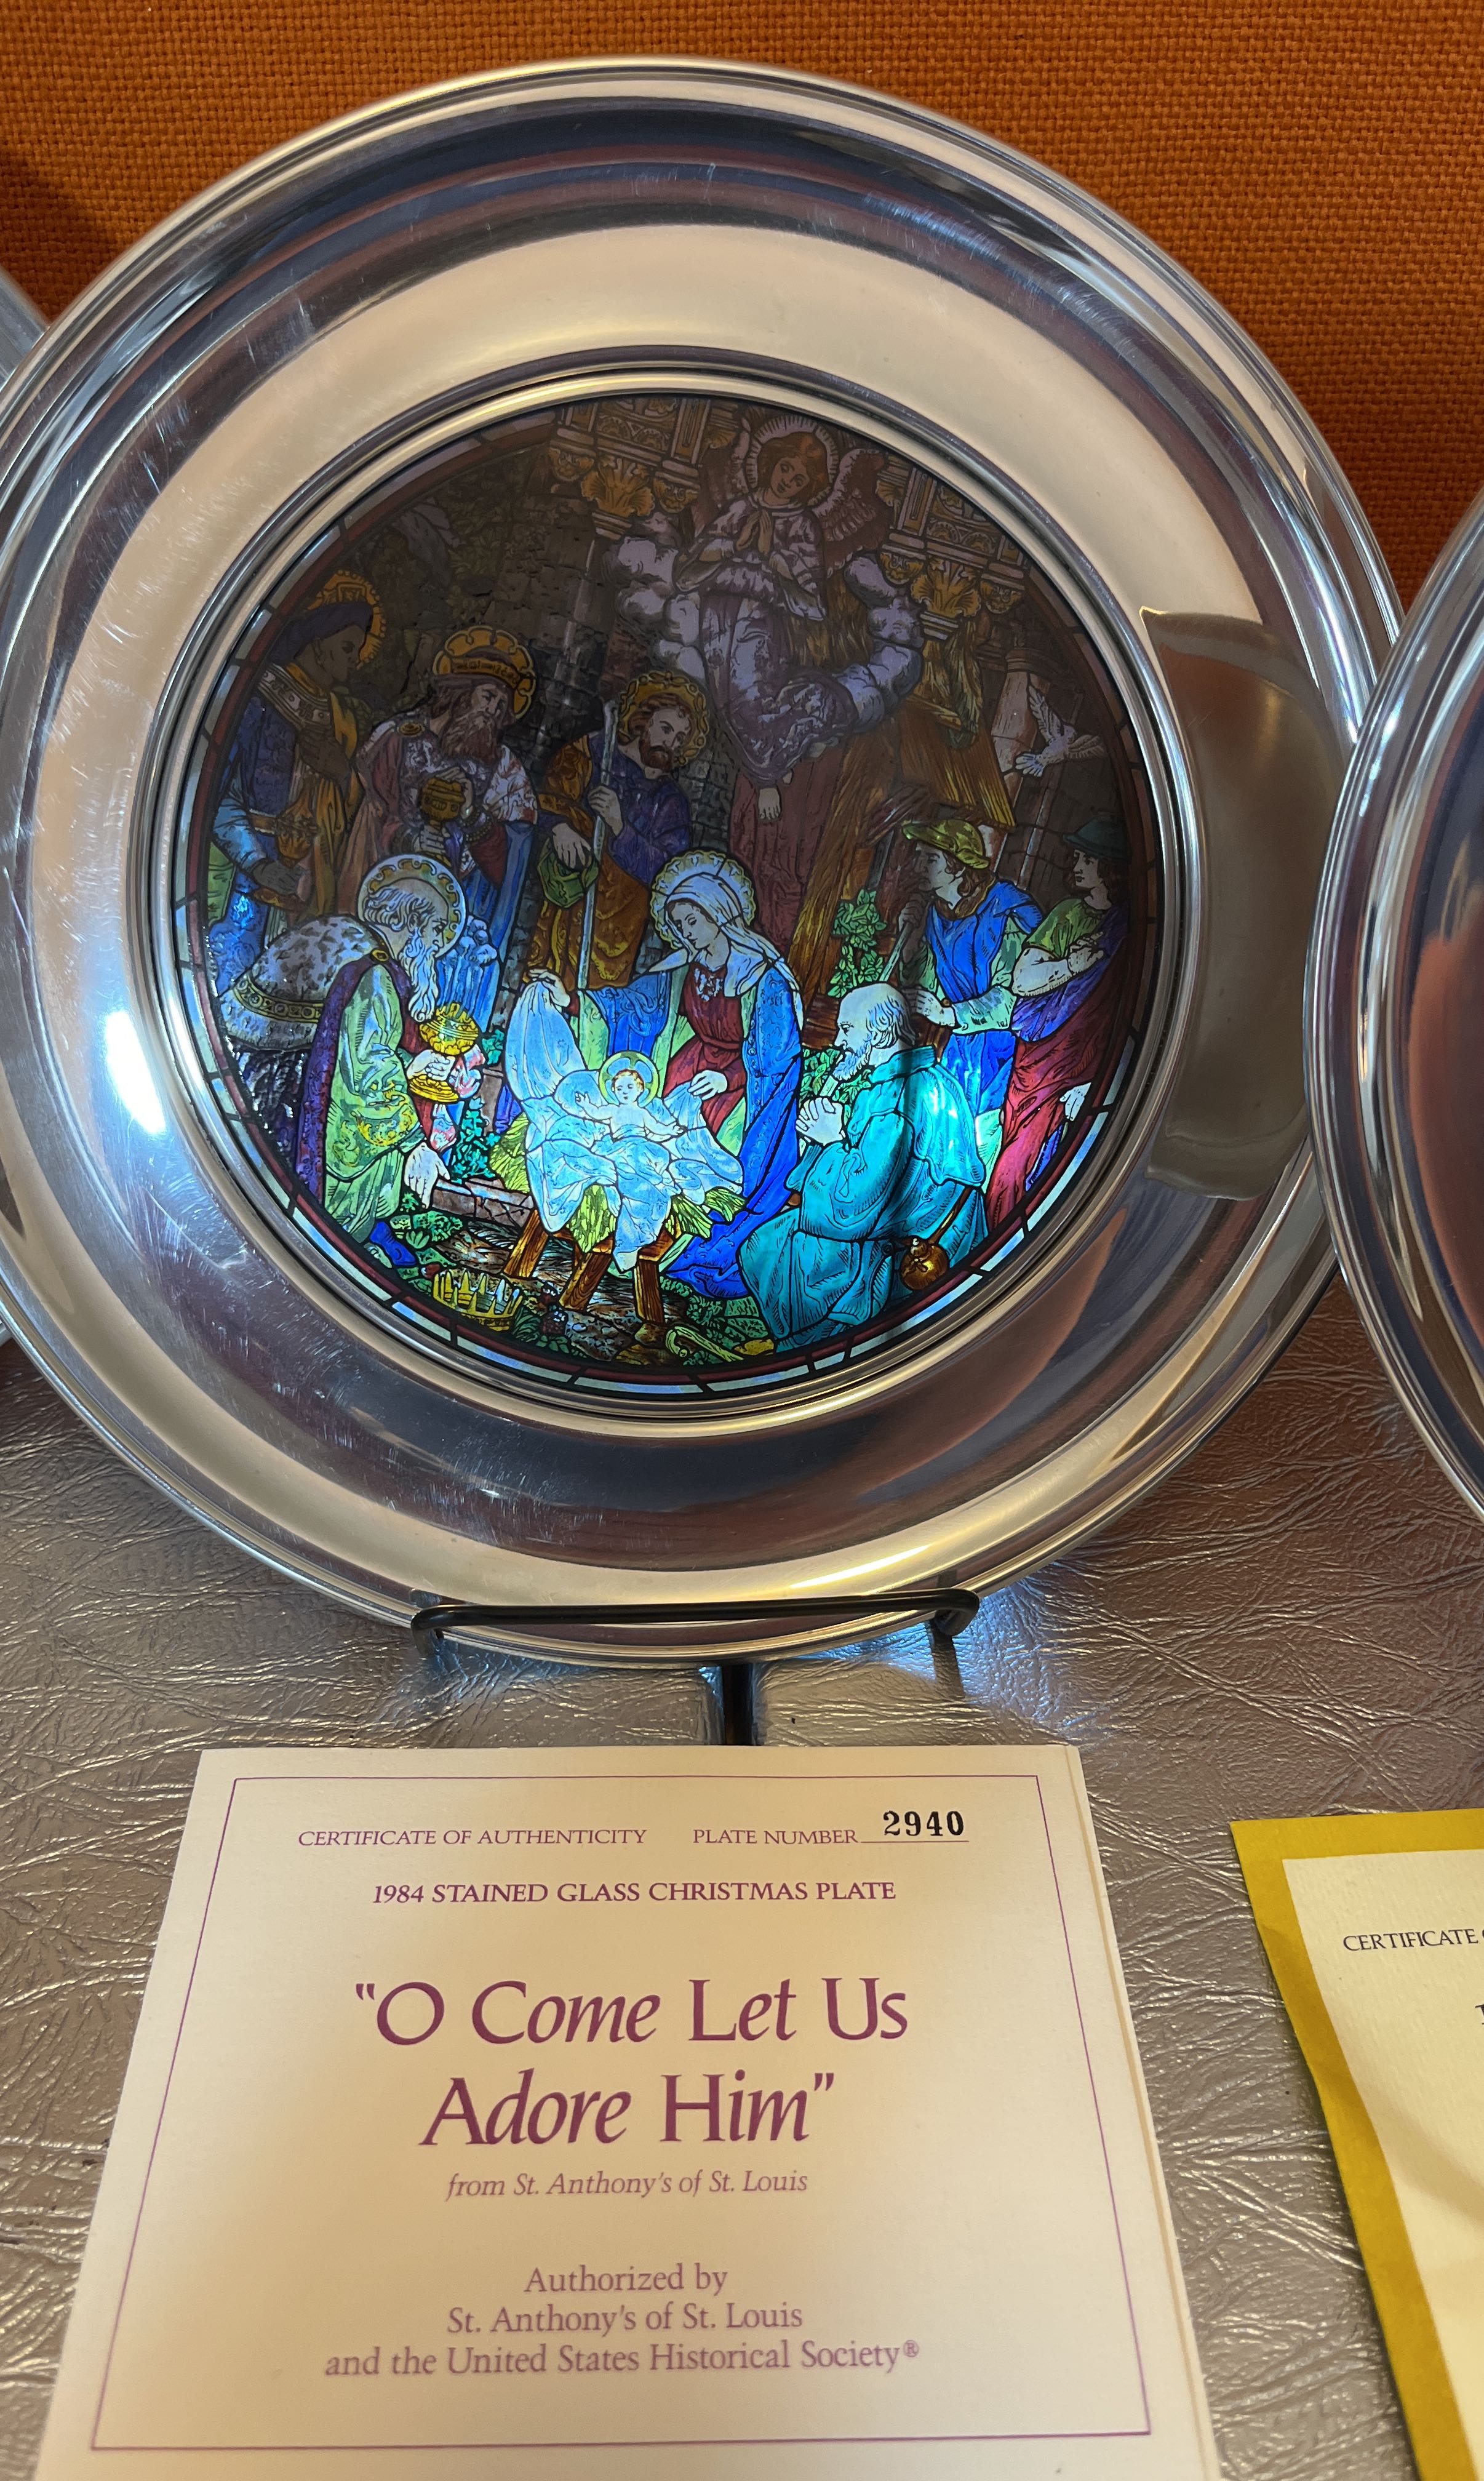 CERTIFICATE OF AUTHENTICITY PLATE NUMBER 2940
1984 STAINED GLASS CHRISTMAS PLATE
"O Come Let Us
Adore Him"
from St. Anthony's of St. Louis
Authorized by
St. Anthony's of St. Louis
and the United States Historical Society®
CERTIFICATE